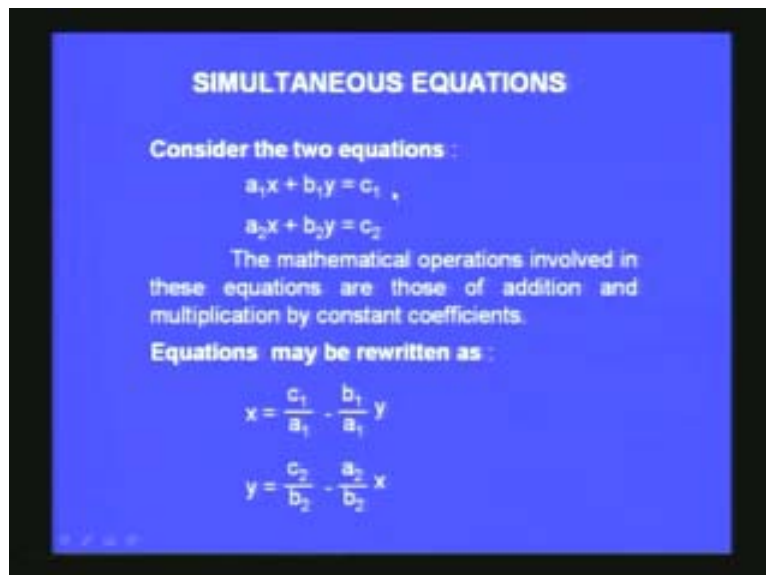 SIMULTANEOUS EQUATIONS
Consider the two equations :
a₁x + b₁y = c₁ ,
a₂x + b₂y = c₂
The mathematical operations involved in
these equations are those of addition and
multiplication by constant coefficients.
Equations may be rewritten as :
x = c₁/a₁ - b₁/a₁ y
y = c₂/b₂ - a₂/b₂ x